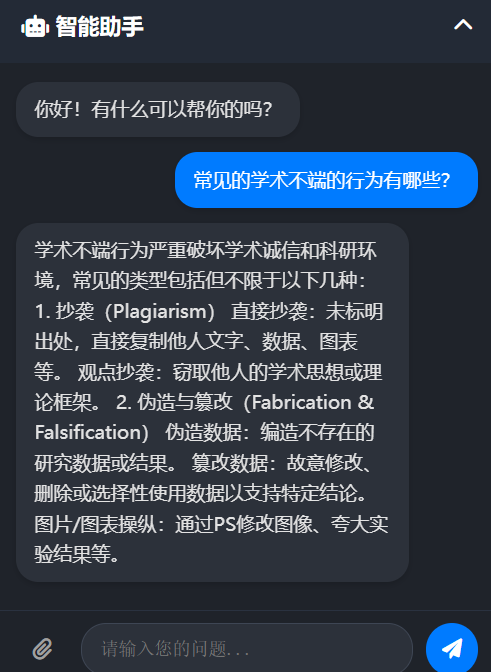 智能助手
你好！有什么可以帮你的吗？
常见的学术不端的行为有哪些？
学术不端行为严重破坏学术诚信和科研环
境，常见的类型包括但不限于以下几种：
1. 抄袭（Plagiarism） 直接抄袭：未标明
出处，直接复制他人文字、数据、图表
等。 观点抄袭：窃取他人的学术思想或理
论框架。 2. 伪造与篡改（Fabrication &
Falsification） 伪造数据：编造不存在的
研究数据或结果。 篡改数据：故意修改、
删除或选择性使用数据以支持特定结论。
图片/图表操纵：通过PS修改图像、夸大实
验结果等。
请输入您的问题...